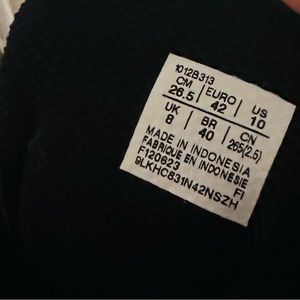 1012B313
CM | EURO | US
26.5 | 42 | 10
UK | BR | CN
8 | 40 | 265(2.5)
MADE IN INDONESIA
FABRIQUE EN INDONESIE
F120623 FI
9LKHC831N42NSZH